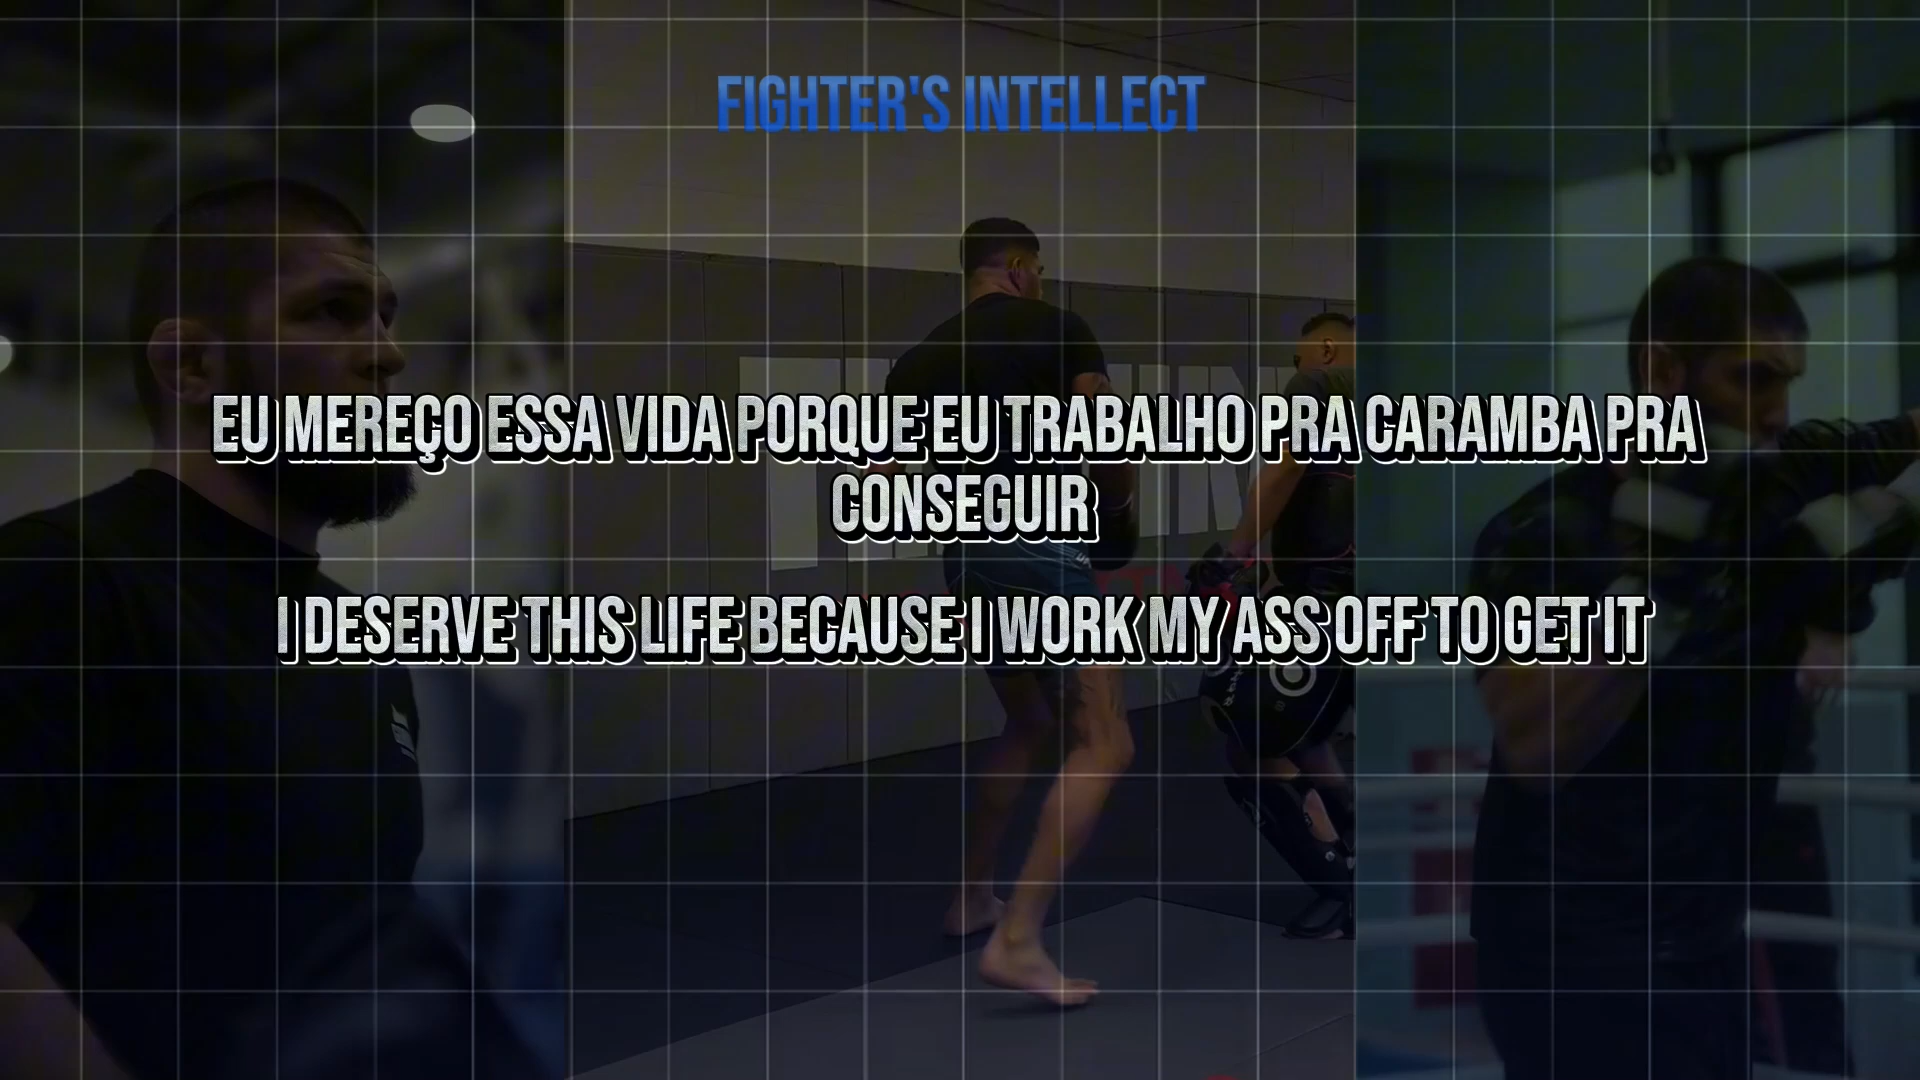 FIGHTER'S INTELLECT
EU MEREÇO ESSA VIDA PORQUE EU TRABALHO PRA CARAMBA PRA
CONSEGUIR
I DESERVE THIS LIFE BECAUSE I WORK MY ASS OFF TO GET IT